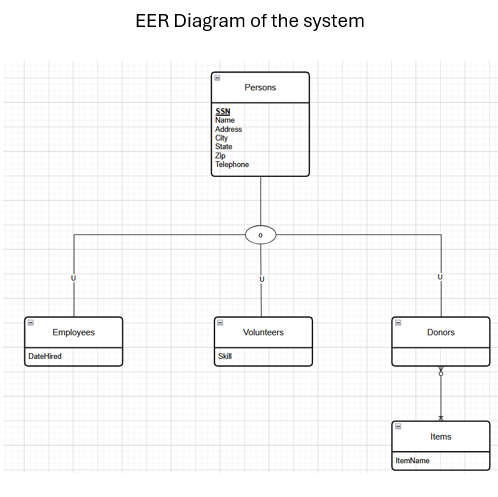 EER Diagram of the system
Persons
SSN
Name
Address
City
State
Zip
Telephone
o
U
U
U
Employees
DateHired
Volunteers
Skill
Donors
Items
ItemName